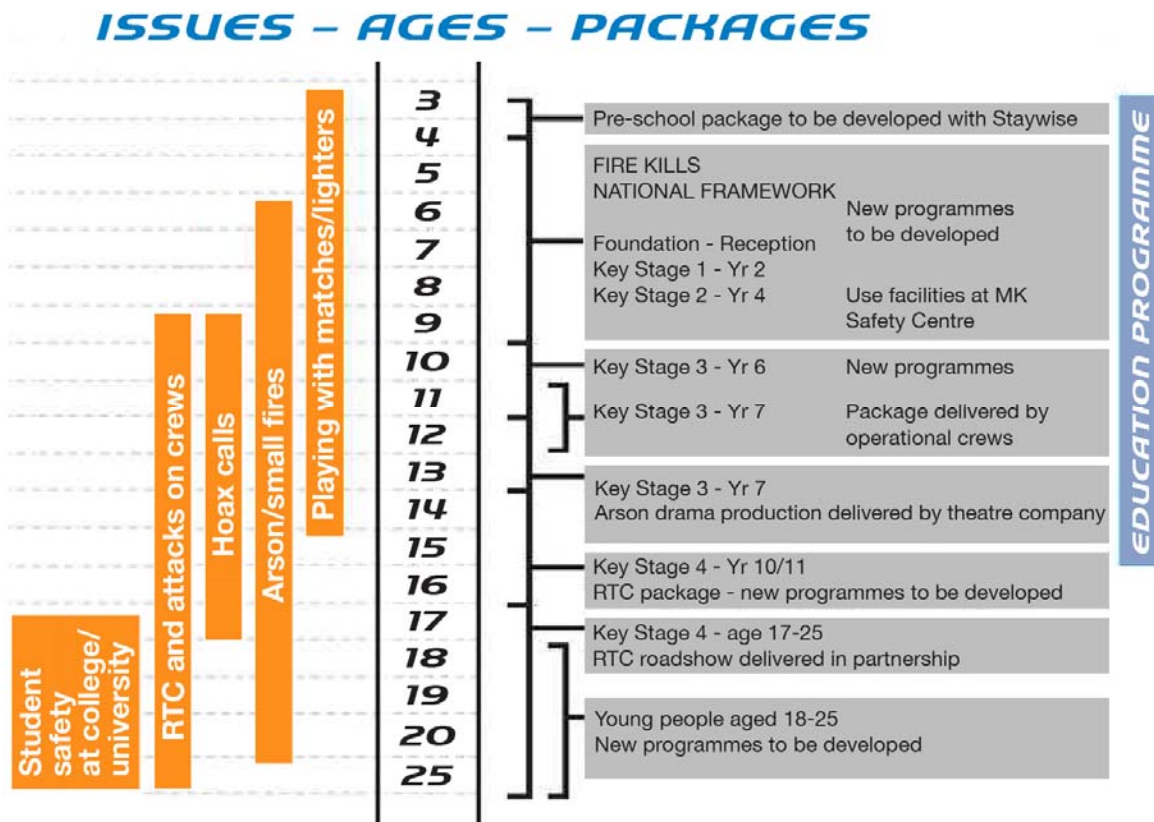 ISSUES – AGES – PACKAGES
Student
safety
at college/
university
RTC and attacks on crews
Hoax calls
Arson/small fires
Playing with matches/lighters
3
4
5
6
7
8
9
10
11
12
13
14
15
16
17
18
19
20
25
Pre-school package to be developed with Staywise
FIRE KILLS
NATIONAL FRAMEWORK
New programmes
to be developed
Foundation - Reception
Key Stage 1 - Yr 2
Key Stage 2 - Yr 4
Use facilities at MK
Safety Centre
Key Stage 3 - Yr 6
New programmes
Key Stage 3 - Yr 7
Package delivered by
operational crews
Key Stage 3 - Yr 7
Arson drama production delivered by theatre company
Key Stage 4 - Yr 10/11
RTC package - new programmes to be developed
Key Stage 4 - age 17-25
RTC roadshow delivered in partnership
Young people aged 18-25
New programmes to be developed
EDUCATION PROGRAMME